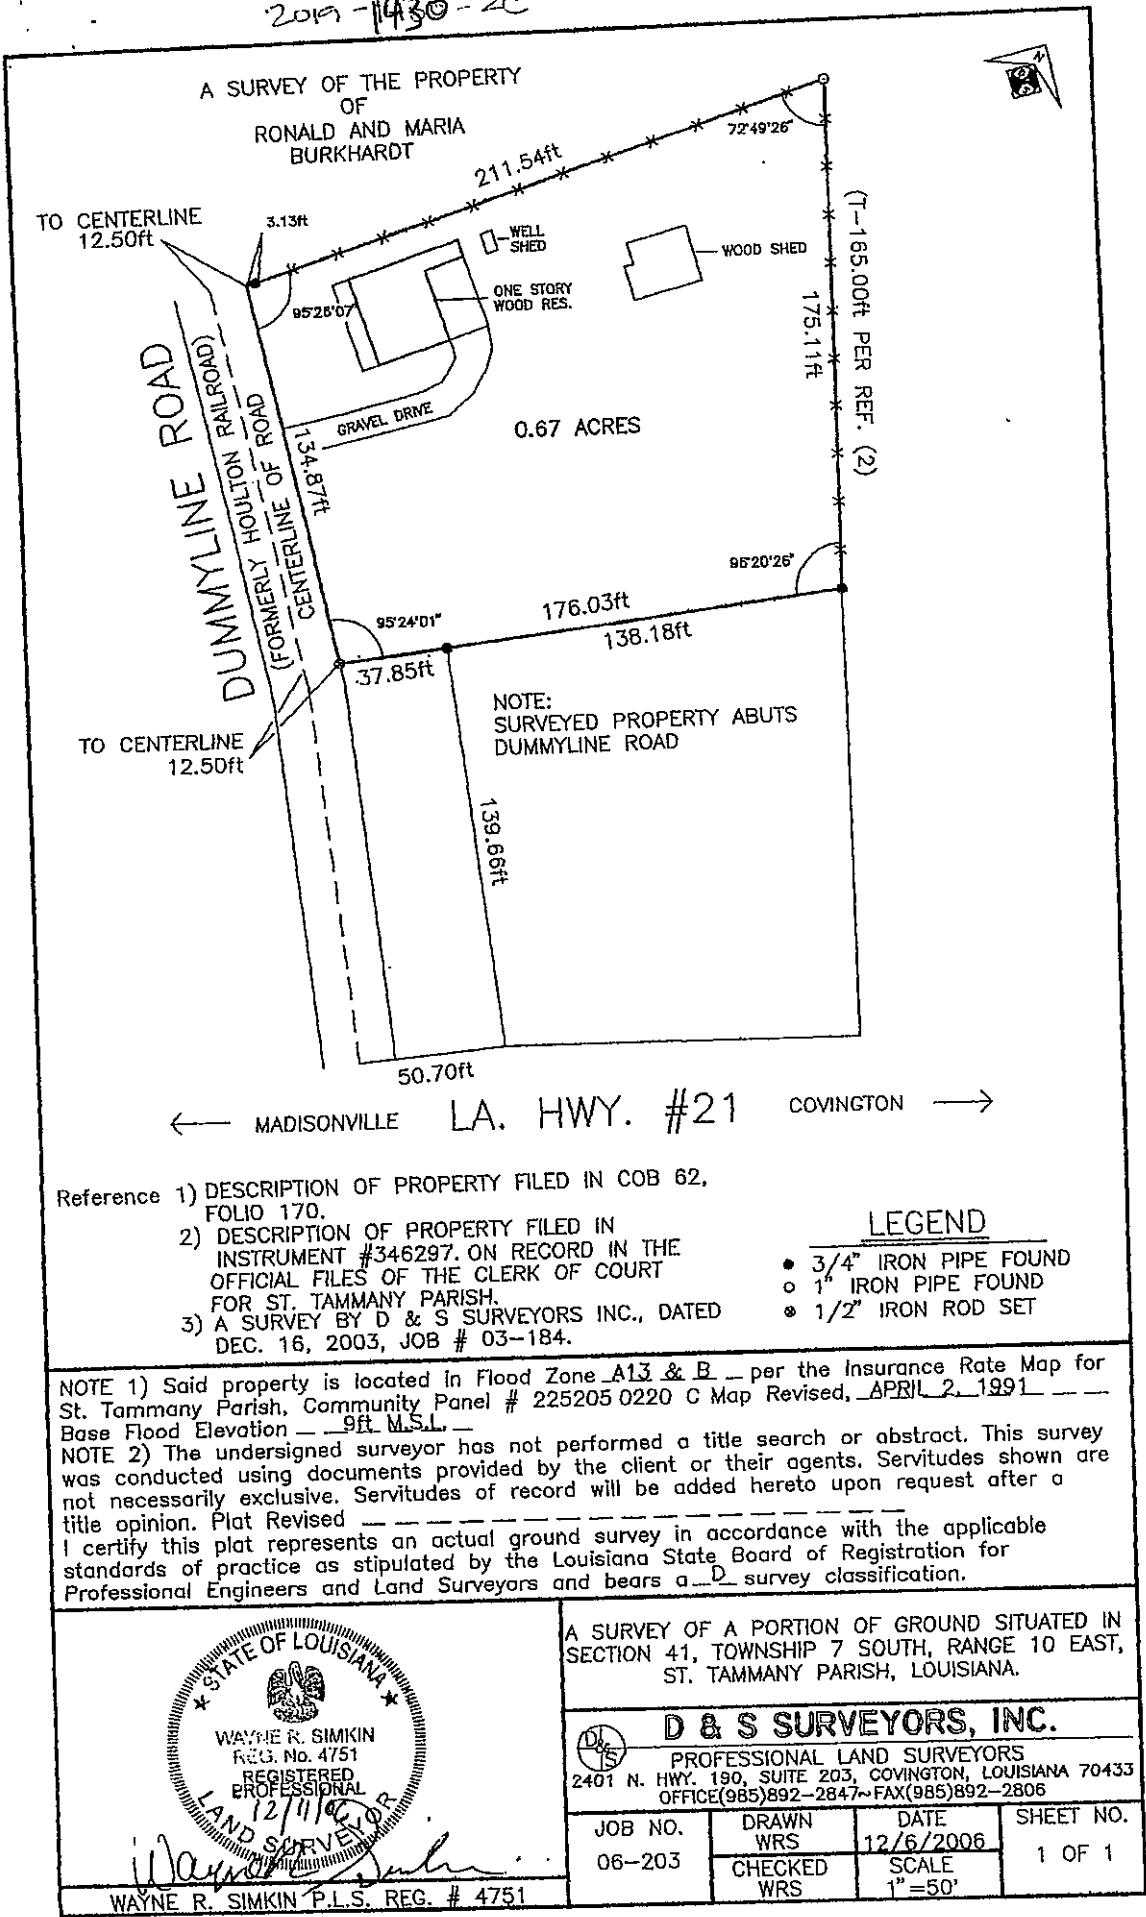 2019-1430-ZC
A SURVEY OF THE PROPERTY
OF
RONALD AND MARIA
BURKHARDT
N
TO CENTERLINE
12.50ft
3.13ft
211.54ft
72°49'26"
WELL
SHED
WOOD SHED
ONE STORY
WOOD RES.
95°26'07"
(T-165.00ft PER REF. (2)
175.11ft
DUMMYLINE ROAD
(FORMERLY HOULTON RAILROAD)
CENTERLINE OF ROAD
134.87ft
GRAVEL DRIVE
0.67 ACRES
96°20'26"
95°24'01"
176.03ft
138.18ft
37.85ft
NOTE:
SURVEYED PROPERTY ABUTS
DUMMYLINE ROAD
TO CENTERLINE
12.50ft
139.66ft
50.70ft
← MADISONVILLE LA. HWY. #21 COVINGTON →
Reference 1) DESCRIPTION OF PROPERTY FILED IN COB 62,
FOLIO 170.
2) DESCRIPTION OF PROPERTY FILED IN
INSTRUMENT #346297. ON RECORD IN THE
OFFICIAL FILES OF THE CLERK OF COURT
FOR ST. TAMMANY PARISH.
3) A SURVEY BY D & S SURVEYORS INC., DATED
DEC. 16, 2003, JOB # 03-184.
LEGEND
3/4" IRON PIPE FOUND
1" IRON PIPE FOUND
1/2" IRON ROD SET
NOTE 1) Said property is located in Flood Zone A13 & B per the Insurance Rate Map for
St. Tammany Parish, Community Panel # 225205 0220 C Map Revised, APRIL 2, 1991
Base Flood Elevation 9ft M.S.L.
NOTE 2) The undersigned surveyor has not performed a title search or abstract. This survey
was conducted using documents provided by the client or their agents. Servitudes shown are
not necessarily exclusive. Servitudes of record will be added hereto upon request after a
title opinion. Plat Revised
I certify this plat represents an actual ground survey in accordance with the applicable
standards of practice as stipulated by the Louisiana State Board of Registration for
Professional Engineers and Land Surveyors and bears a D survey classification.
STATE OF LOUISIANA
WAYNE R. SIMKIN
REG. No. 4751
REGISTERED
PROFESSIONAL
12/11/06
LAND SURVEYOR
Wayne R. Simkin
WAYNE R. SIMKIN P.L.S. REG. # 4751
A SURVEY OF A PORTION OF GROUND SITUATED IN
SECTION 41, TOWNSHIP 7 SOUTH, RANGE 10 EAST,
ST. TAMMANY PARISH, LOUISIANA.
D&S
D & S SURVEYORS, INC.
PROFESSIONAL LAND SURVEYORS
2401 N. HWY. 190, SUITE 203, COVINGTON, LOUISIANA 70433
OFFICE(985)892-2847~FAX(985)892-2806
JOB NO.
06-203
DRAWN
WRS
CHECKED
WRS
DATE
12/6/2006
SCALE
1"=50'
SHEET NO.
1 OF 1